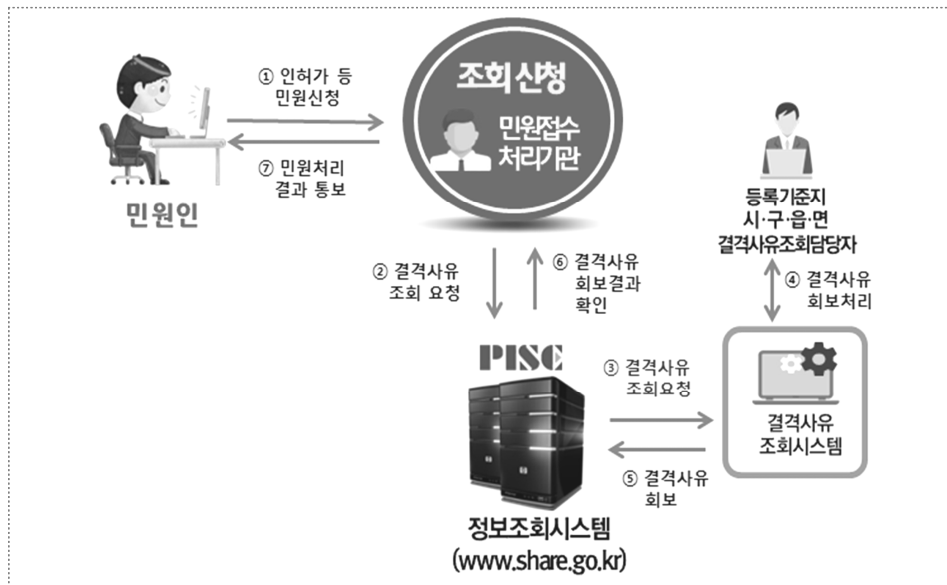 ① 인허가 등
민원신청
⑦ 민원처리
결과 통보
민원인
조회 신청
민원접수
처리기관
등록기준지
시·구·읍·면
결격사유조회담당자
② 결격사유
조회 요청
⑥ 결격사유
회보결과
확인
④ 결격사유
회보처리
PISC
③ 결격사유
조회요청
⑤ 결격사유
회보
결격사유
조회시스템
정보조회시스템
(www.share.go.kr)